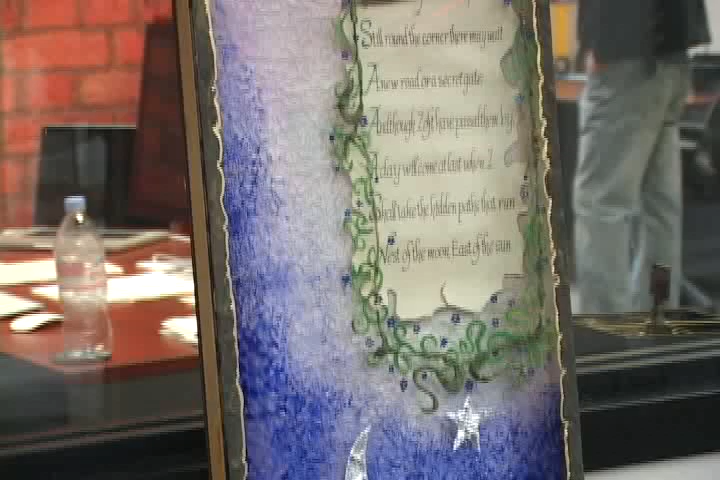 Still round the corner there may wait
A new road or a secret gate
And though I oft have passed them by
A day will come at last when I
Shall take the hidden paths that run
West of the moon, East of the sun